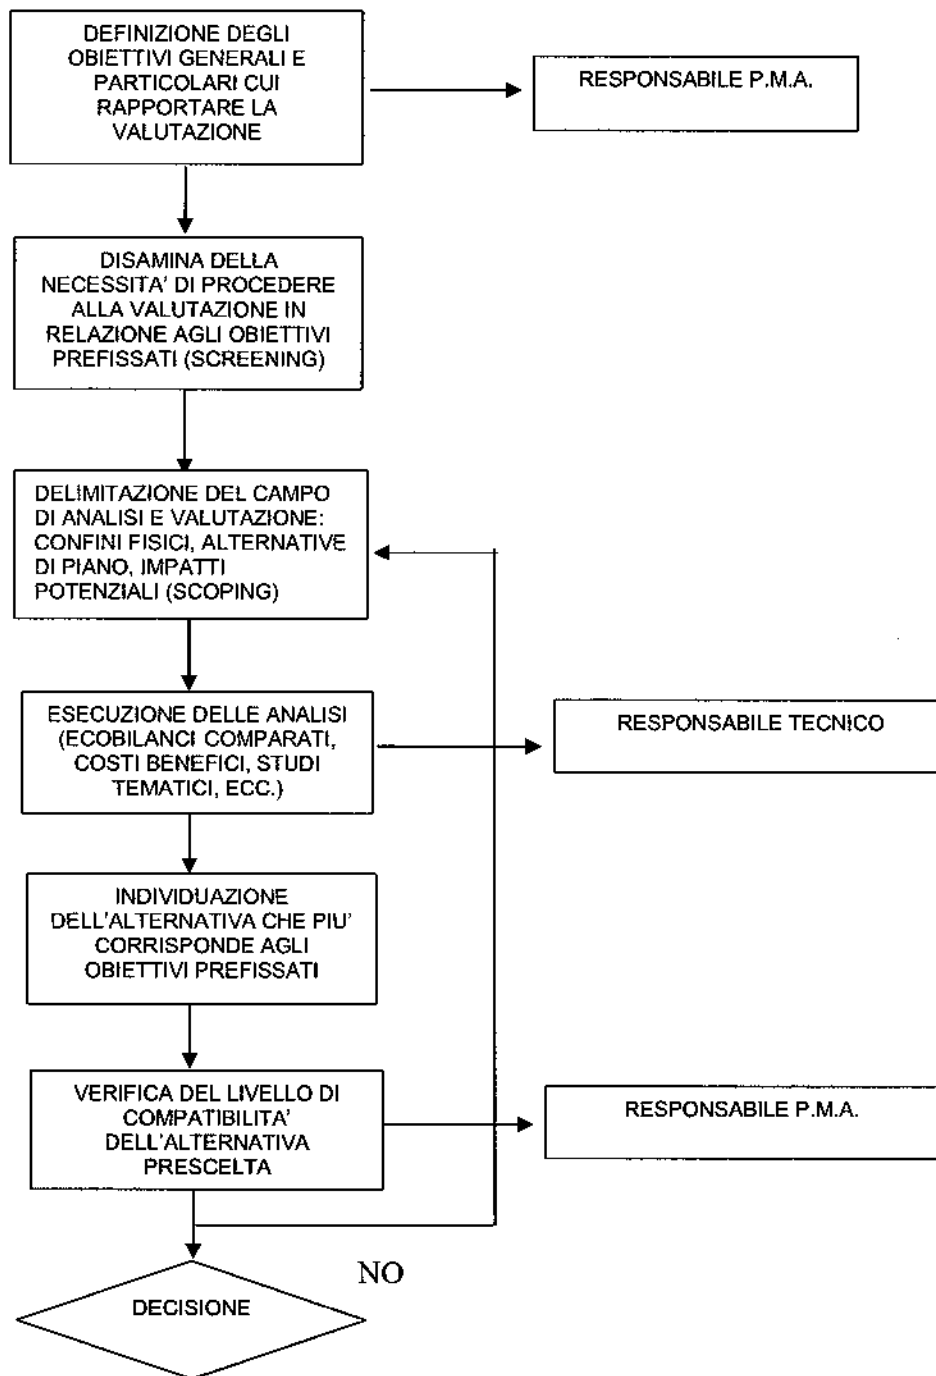 DEFINIZIONE DEGLI
OBIETTIVI GENERALI E
PARTICOLARI CUI
RAPPORTARE LA
VALUTAZIONE
RESPONSABILE P.M.A.
DISAMINA DELLA
NECESSITA' DI PROCEDERE
ALLA VALUTAZIONE IN
RELAZIONE AGLI OBIETTIVI
PREFISSATI (SCREENING)
DELIMITAZIONE DEL CAMPO
DI ANALISI E VALUTAZIONE:
CONFINI FISICI, ALTERNATIVE
DI PIANO, IMPATTI
POTENZIALI (SCOPING)
ESECUZIONE DELLE ANALISI
(ECOBILANCI COMPARATI,
COSTI BENEFICI, STUDI
TEMATICI, ECC.)
RESPONSABILE TECNICO
INDIVIDUAZIONE
DELL'ALTERNATIVA CHE PIU'
CORRISPONDE AGLI
OBIETTIVI PREFISSATI
VERIFICA DEL LIVELLO DI
COMPATIBILITA'
DELL'ALTERNATIVA
PRESCELTA
RESPONSABILE P.M.A.
NO
DECISIONE